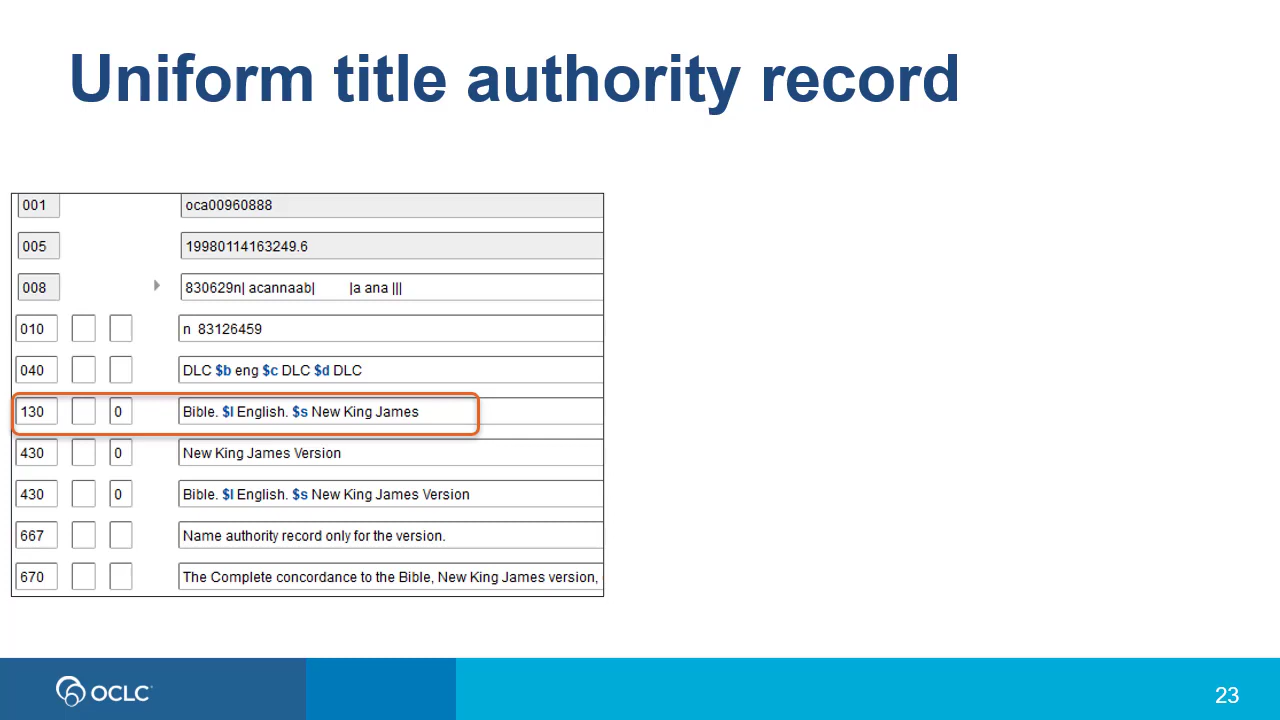 Uniform title authority record
001 oca00960888
005 19980114163249.6
008 830629n| acannaab| |a ana |||
010 n 83126459
040 DLC $b eng $c DLC $d DLC
130 0 Bible. $l English. $s New King James
430 0 New King James Version
430 0 Bible. $l English. $s New King James Version
667 Name authority record only for the version.
670 The Complete concordance to the Bible, New King James version,
OCLC
23